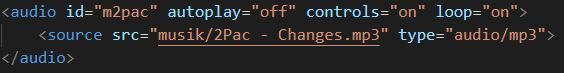 <audio id="m2pac" autoplay="off" controls="on" loop="on">
<source src="musik/2Pac - Changes.mp3" type="audio/mp3">
</audio>